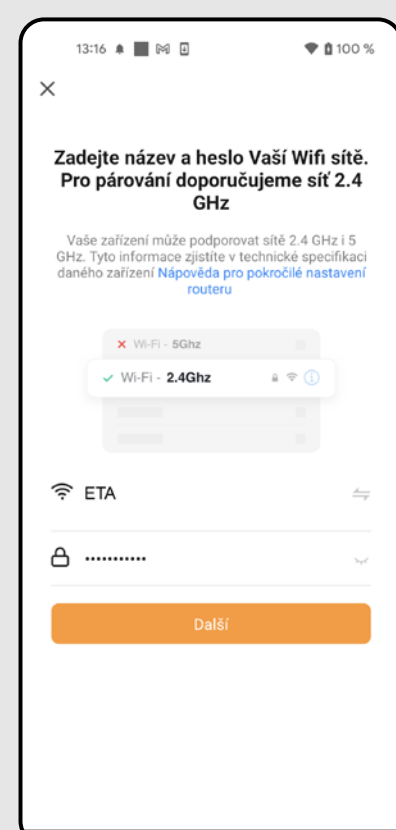 13:16 100 %
Zadejte název a heslo Vaší Wifi sítě.
Pro párování doporučujeme síť 2.4
GHz
Vaše zařízení může podporovat sítě 2.4 GHz i 5
GHz. Tyto informace zjistíte v technické specifikaci
daného zařízení Nápověda pro pokročilé nastavení
routeru
Wi-Fi - 5Ghz
Wi-Fi - 2.4Ghz
ETA
•••••••••••
Další